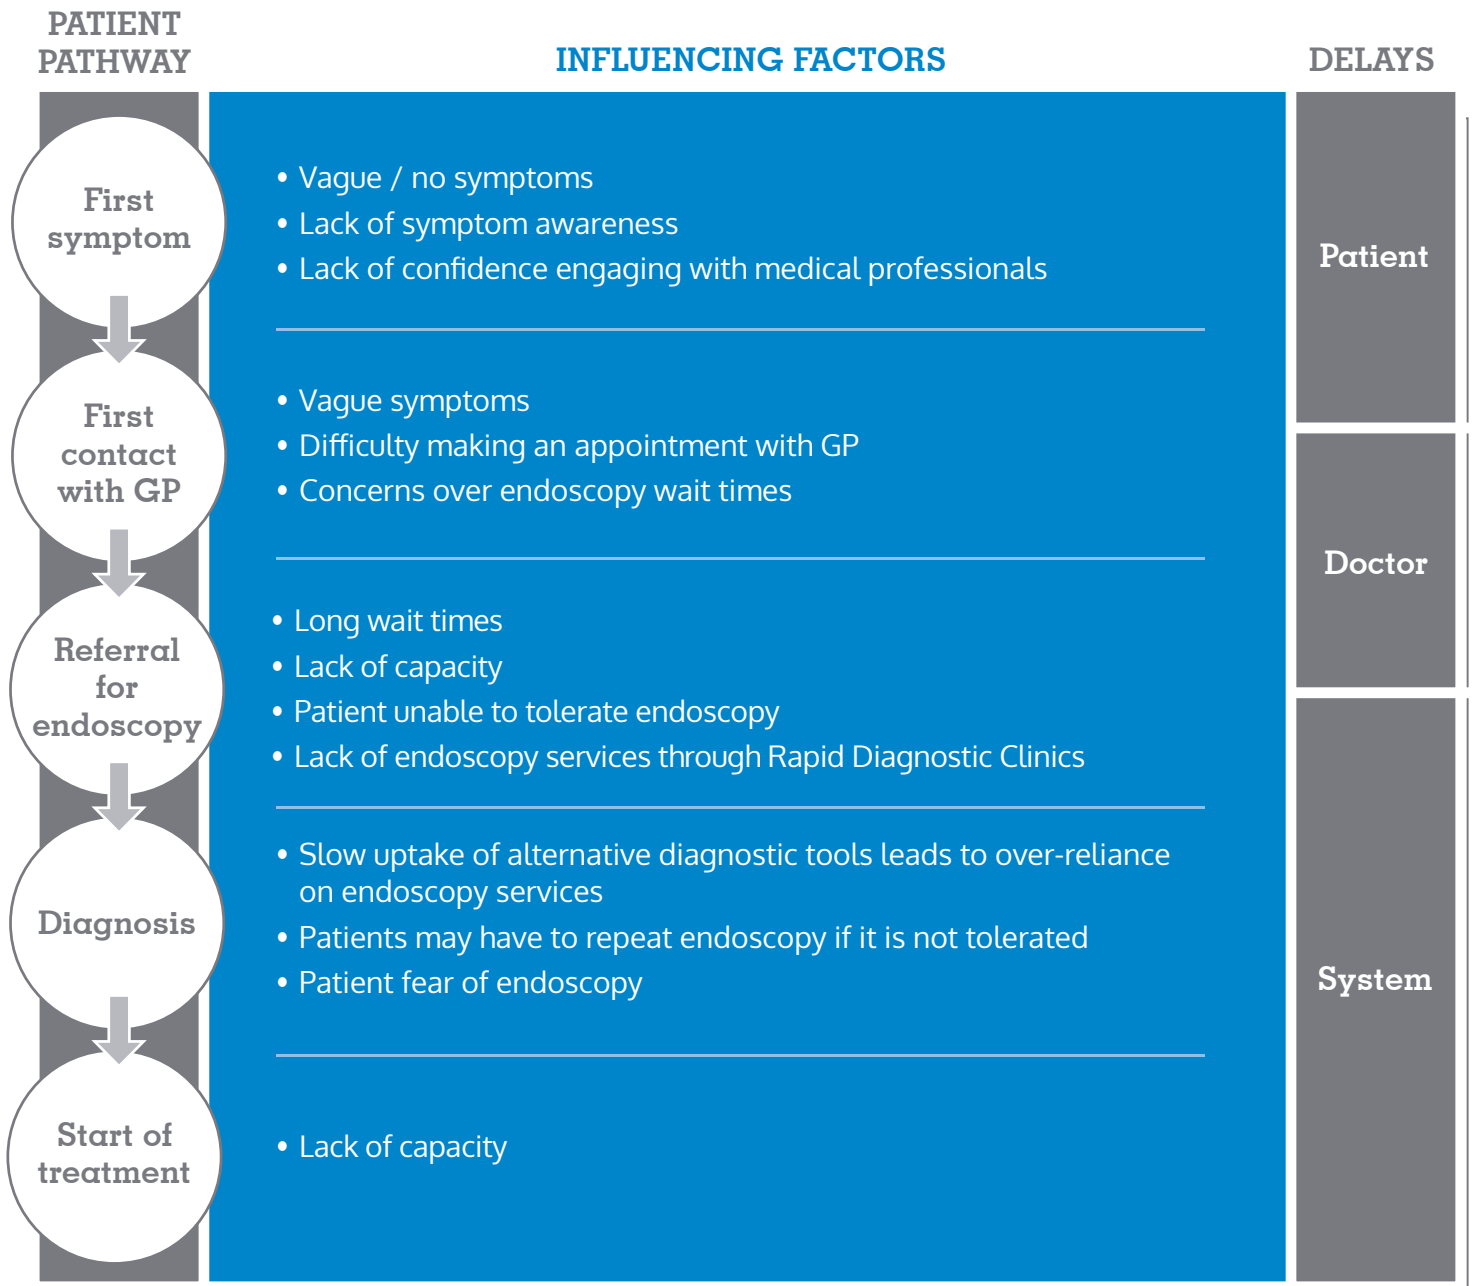 PATIENT
PATHWAY
INFLUENCING FACTORS
DELAYS
First
symptom
• Vague / no symptoms
• Lack of symptom awareness
• Lack of confidence engaging with medical professionals
Patient
First
contact
with GP
• Vague symptoms
• Difficulty making an appointment with GP
• Concerns over endoscopy wait times
Doctor
Referral
for
endoscopy
• Long wait times
• Lack of capacity
• Patient unable to tolerate endoscopy
• Lack of endoscopy services through Rapid Diagnostic Clinics
Diagnosis
• Slow uptake of alternative diagnostic tools leads to over-reliance
on endoscopy services
• Patients may have to repeat endoscopy if it is not tolerated
• Patient fear of endoscopy
System
Start of
treatment
• Lack of capacity